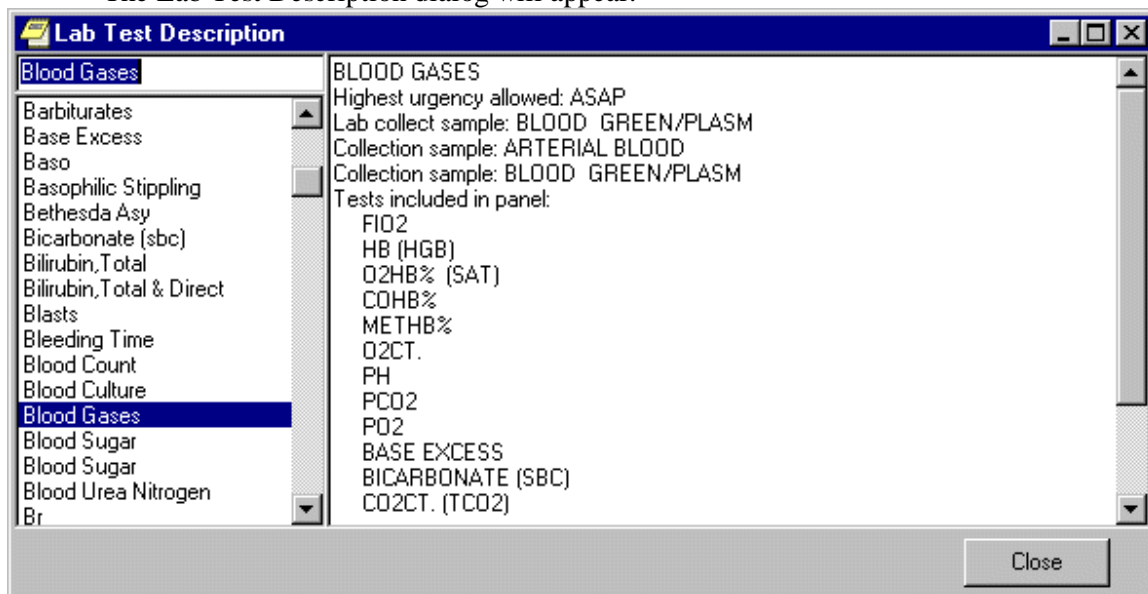 The Lab Test Description dialog will appear.
Lab Test Description
Blood Gases
Barbiturates
Base Excess
Baso
Basophilic Stippling
Bethesda Asy
Bicarbonate (sbc)
Bilirubin,Total
Bilirubin,Total & Direct
Blasts
Bleeding Time
Blood Count
Blood Culture
Blood Gases
Blood Sugar
Blood Sugar
Blood Urea Nitrogen
Br
BLOOD GASES
Highest urgency allowed: ASAP
Lab collect sample: BLOOD  GREEN/PLASM
Collection sample: ARTERIAL BLOOD
Collection sample: BLOOD  GREEN/PLASM
Tests included in panel:
FIO2
HB (HGB)
O2HB%  (SAT)
COHB%
METHB%
O2CT.
PH
PCO2
PO2
BASE EXCESS
BICARBONATE (SBC)
CO2CT. (TCO2)
Close